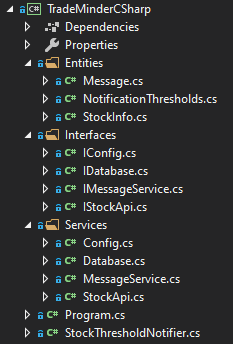 TradeMinderCSharp
Dependencies
Properties
Entities
Message.cs
NotificationThresholds.cs
StockInfo.cs
Interfaces
IConfig.cs
IDatabase.cs
IMessageService.cs
IStockApi.cs
Services
Config.cs
Database.cs
MessageService.cs
StockApi.cs
Program.cs
StockThresholdNotifier.cs